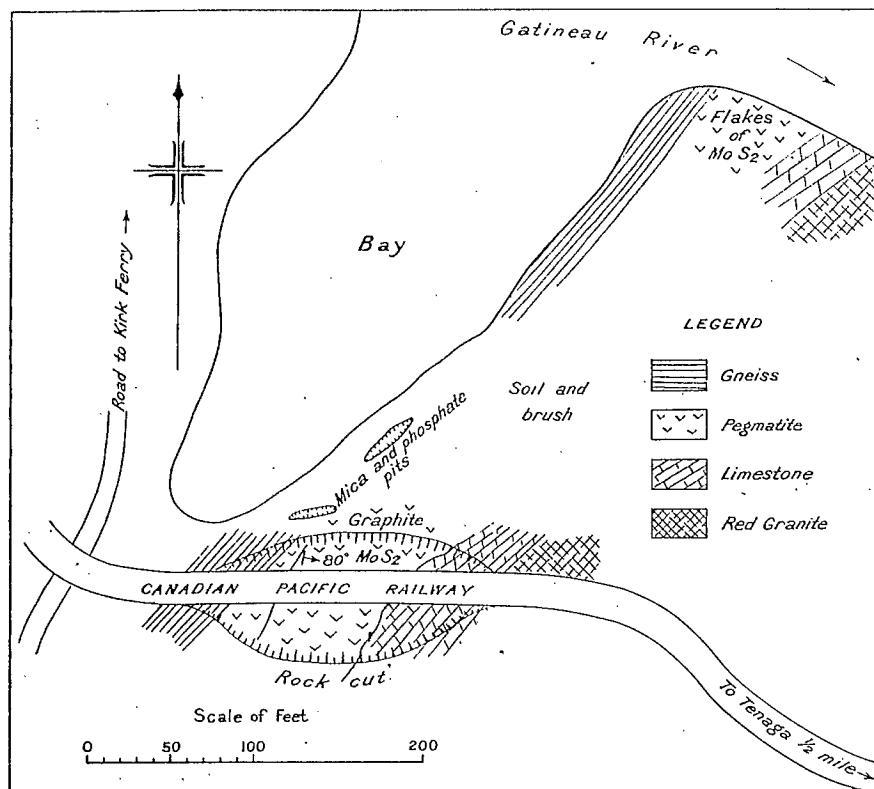 Gatineau River
Flakes
of
MoS2
Bay
Road to Kirk Ferry →
LEGEND
Gneiss
Pegmatite
Limestone
Red Granite
Soil and
brush
Mica and phosphate
pits
Graphite
80° MoS2
CANADIAN PACIFIC RAILWAY
Rock cut
To Tenaga 1/2 mile →
Scale of Feet
0 50 100 200